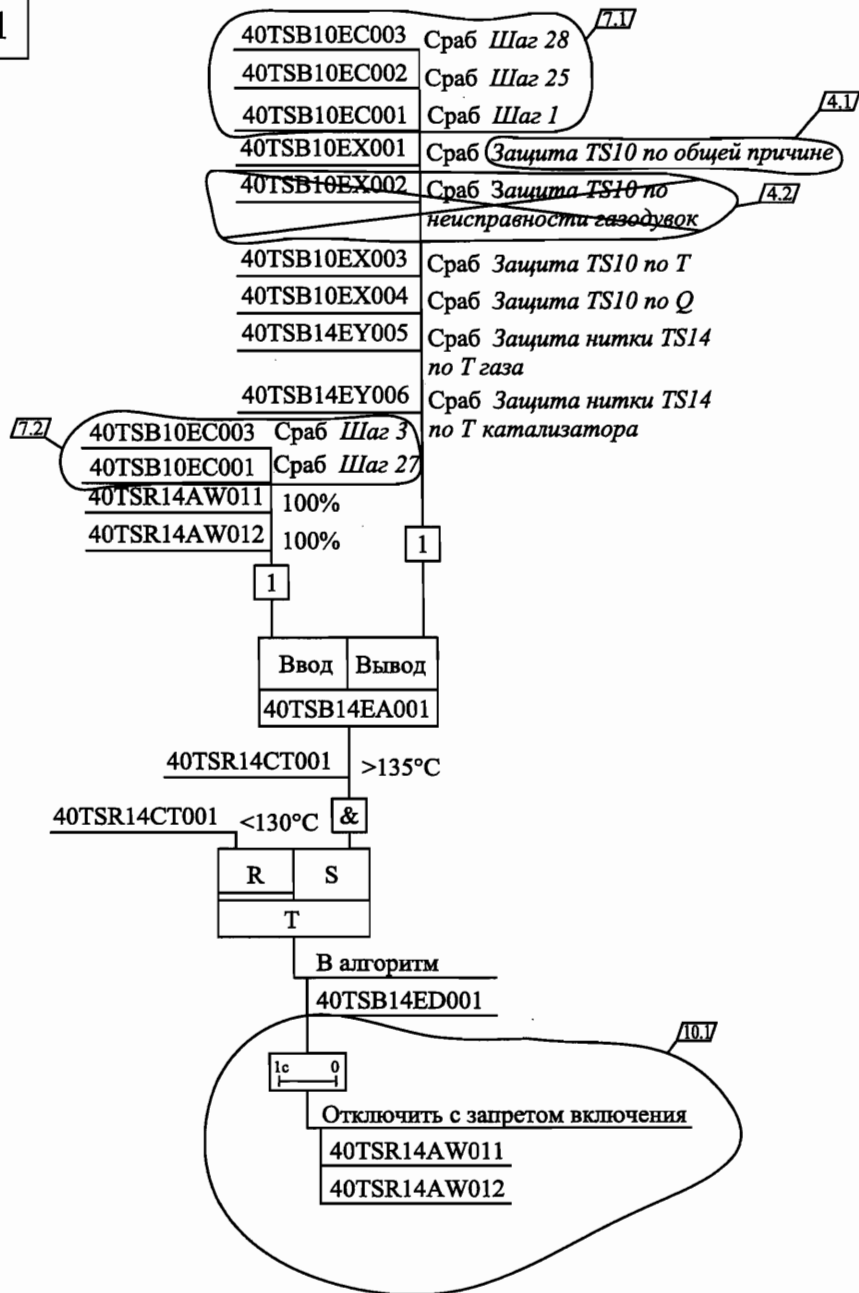 1
7.1
40TSB10EC003 Сраб Шаг 28
40TSB10EC002 Сраб Шаг 25
40TSB10EC001 Сраб Шаг 1
4.1
40TSB10EX001 Сраб Защита TS10 по общей причине
40TSB10EX002 Сраб Защита TS10 по
неисправности газодувок
4.2
40TSB10EX003 Сраб Защита TS10 по T
40TSB10EX004 Сраб Защита TS10 по Q
40TSB14EY005 Сраб Защита нитки TS14
по T газа
40TSB14EY006 Сраб Защита нитки TS14
по T катализатора
7.2
40TSB10EC003 Сраб Шаг 3
40TSB10EC001 Сраб Шаг 27
40TSR14AW011 100%
40TSR14AW012 100%
1
1
Ввод Вывод
40TSB14EA001
40TSR14CT001 >135°C
40TSR14CT001 <130°C &
R S
T
В алгоритм
40TSB14ED001
10.1
1с 0
Отключить с запретом включения
40TSR14AW011
40TSR14AW012